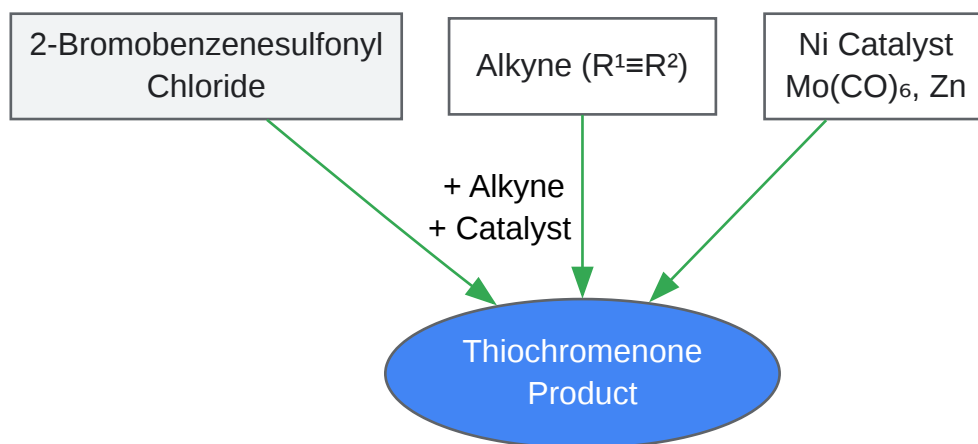 2-Bromobenzenesulfonyl
Chloride
Alkyne (R¹≡R²)
Ni Catalyst
Mo(CO)₆, Zn
+ Alkyne
+ Catalyst
Thiochromenone
Product